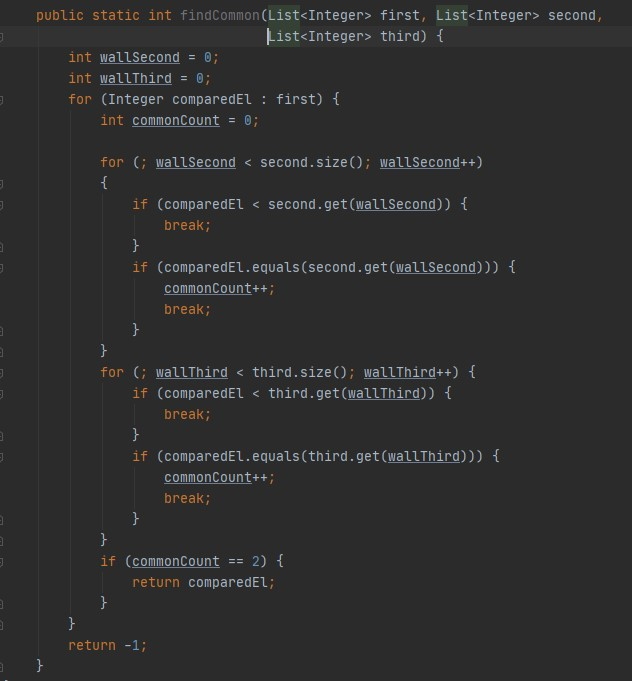 public static int findCommon(List<Integer> first, List<Integer> second,
List<Integer> third) {
int wallSecond = 0;
int wallThird = 0;
for (Integer comparedEl : first) {
int commonCount = 0;
for (; wallSecond < second.size(); wallSecond++)
{
if (comparedEl < second.get(wallSecond)) {
break;
}
if (comparedEl.equals(second.get(wallSecond))) {
commonCount++;
break;
}
}
for (; wallThird < third.size(); wallThird++) {
if (comparedEl < third.get(wallThird)) {
break;
}
if (comparedEl.equals(third.get(wallThird))) {
commonCount++;
break;
}
}
if (commonCount == 2) {
return comparedEl;
}
}
return -1;
}